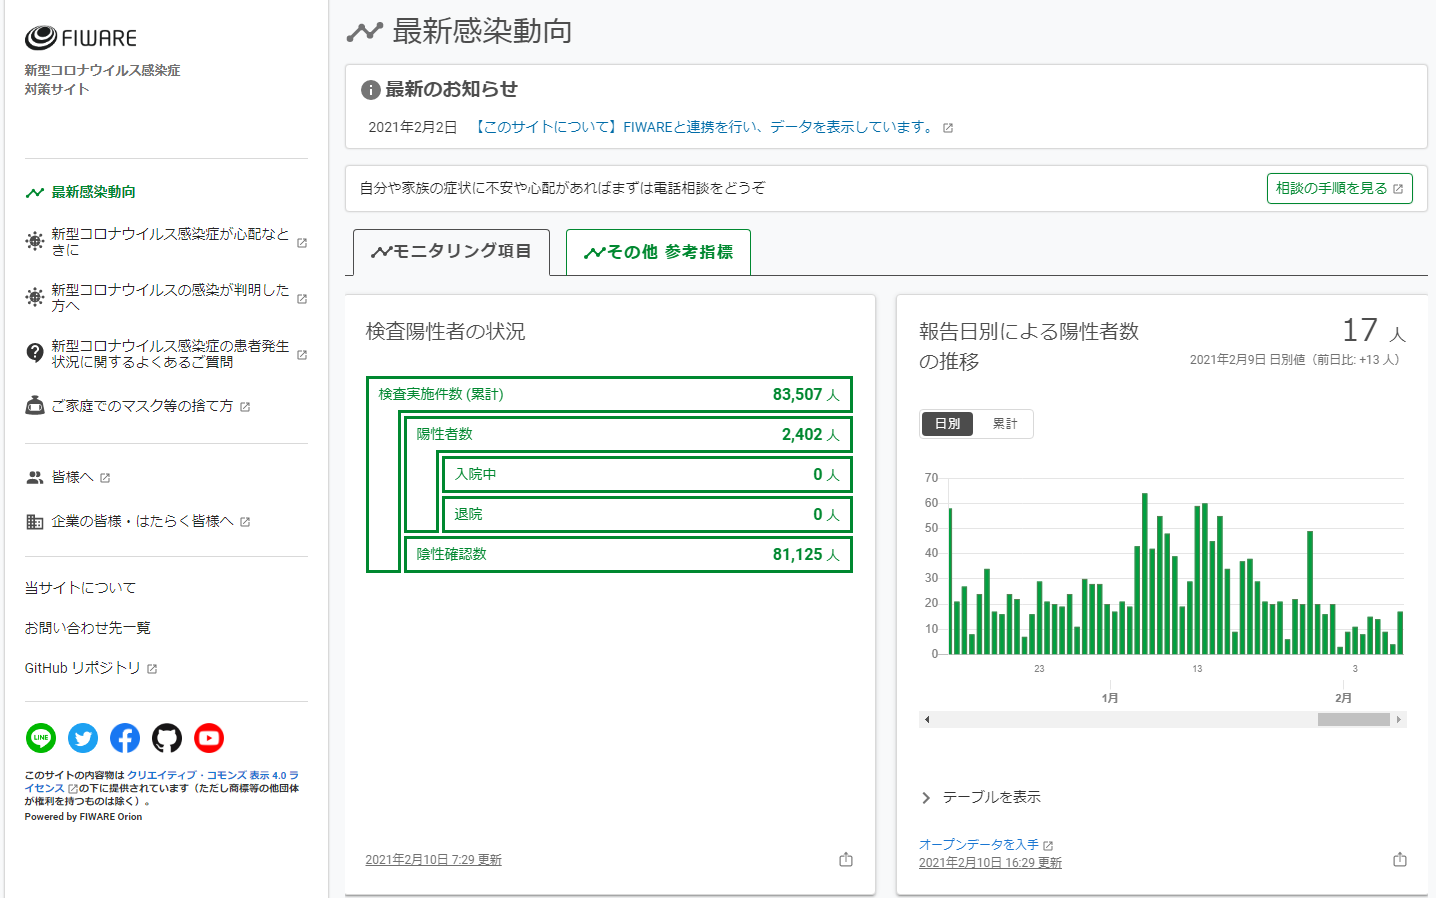 FIWARE
新型コロナウイルス感染症
対策サイト
最新感染動向
新型コロナウイルス感染症が心配なと
きに
新型コロナウイルスの感染が判明した
方へ
新型コロナウイルス感染症の患者発生
状況に関するよくあるご質問
ご家庭でのマスク等の捨て方
皆様へ
企業の皆様・はたらく皆様へ
当サイトについて
お問い合わせ先一覧
GitHub リポジトリ
LINE
このサイトの内容物は クリエイティブ・コモンズ 表示 4.0 ラ
イセンス の下に提供されています（ただし商標等の他団体
が権利を持つものは除く）。
Powered by FIWARE Orion
最新感染動向
最新のお知らせ
2021年2月2日 【このサイトについて】FIWAREと連携を行い、データを表示しています。
自分や家族の症状に不安や心配があればまずは電話相談をどうぞ
相談の手順を見る
モニタリング項目
その他 参考指標
検査陽性者の状況
検査実施件数 (累計) 83,507 人
陽性者数 2,402 人
入院中 0 人
退院 0 人
陰性確認数 81,125 人
2021年2月10日 7:29 更新
報告日別による陽性者数
の推移
17 人
2021年2月9日 日別値（前日比: +13 人）
日別 累計
70
60
50
40
30
20
10
0
23 13 3
1月 2月
テーブルを表示
オープンデータを入手
2021年2月10日 16:29 更新